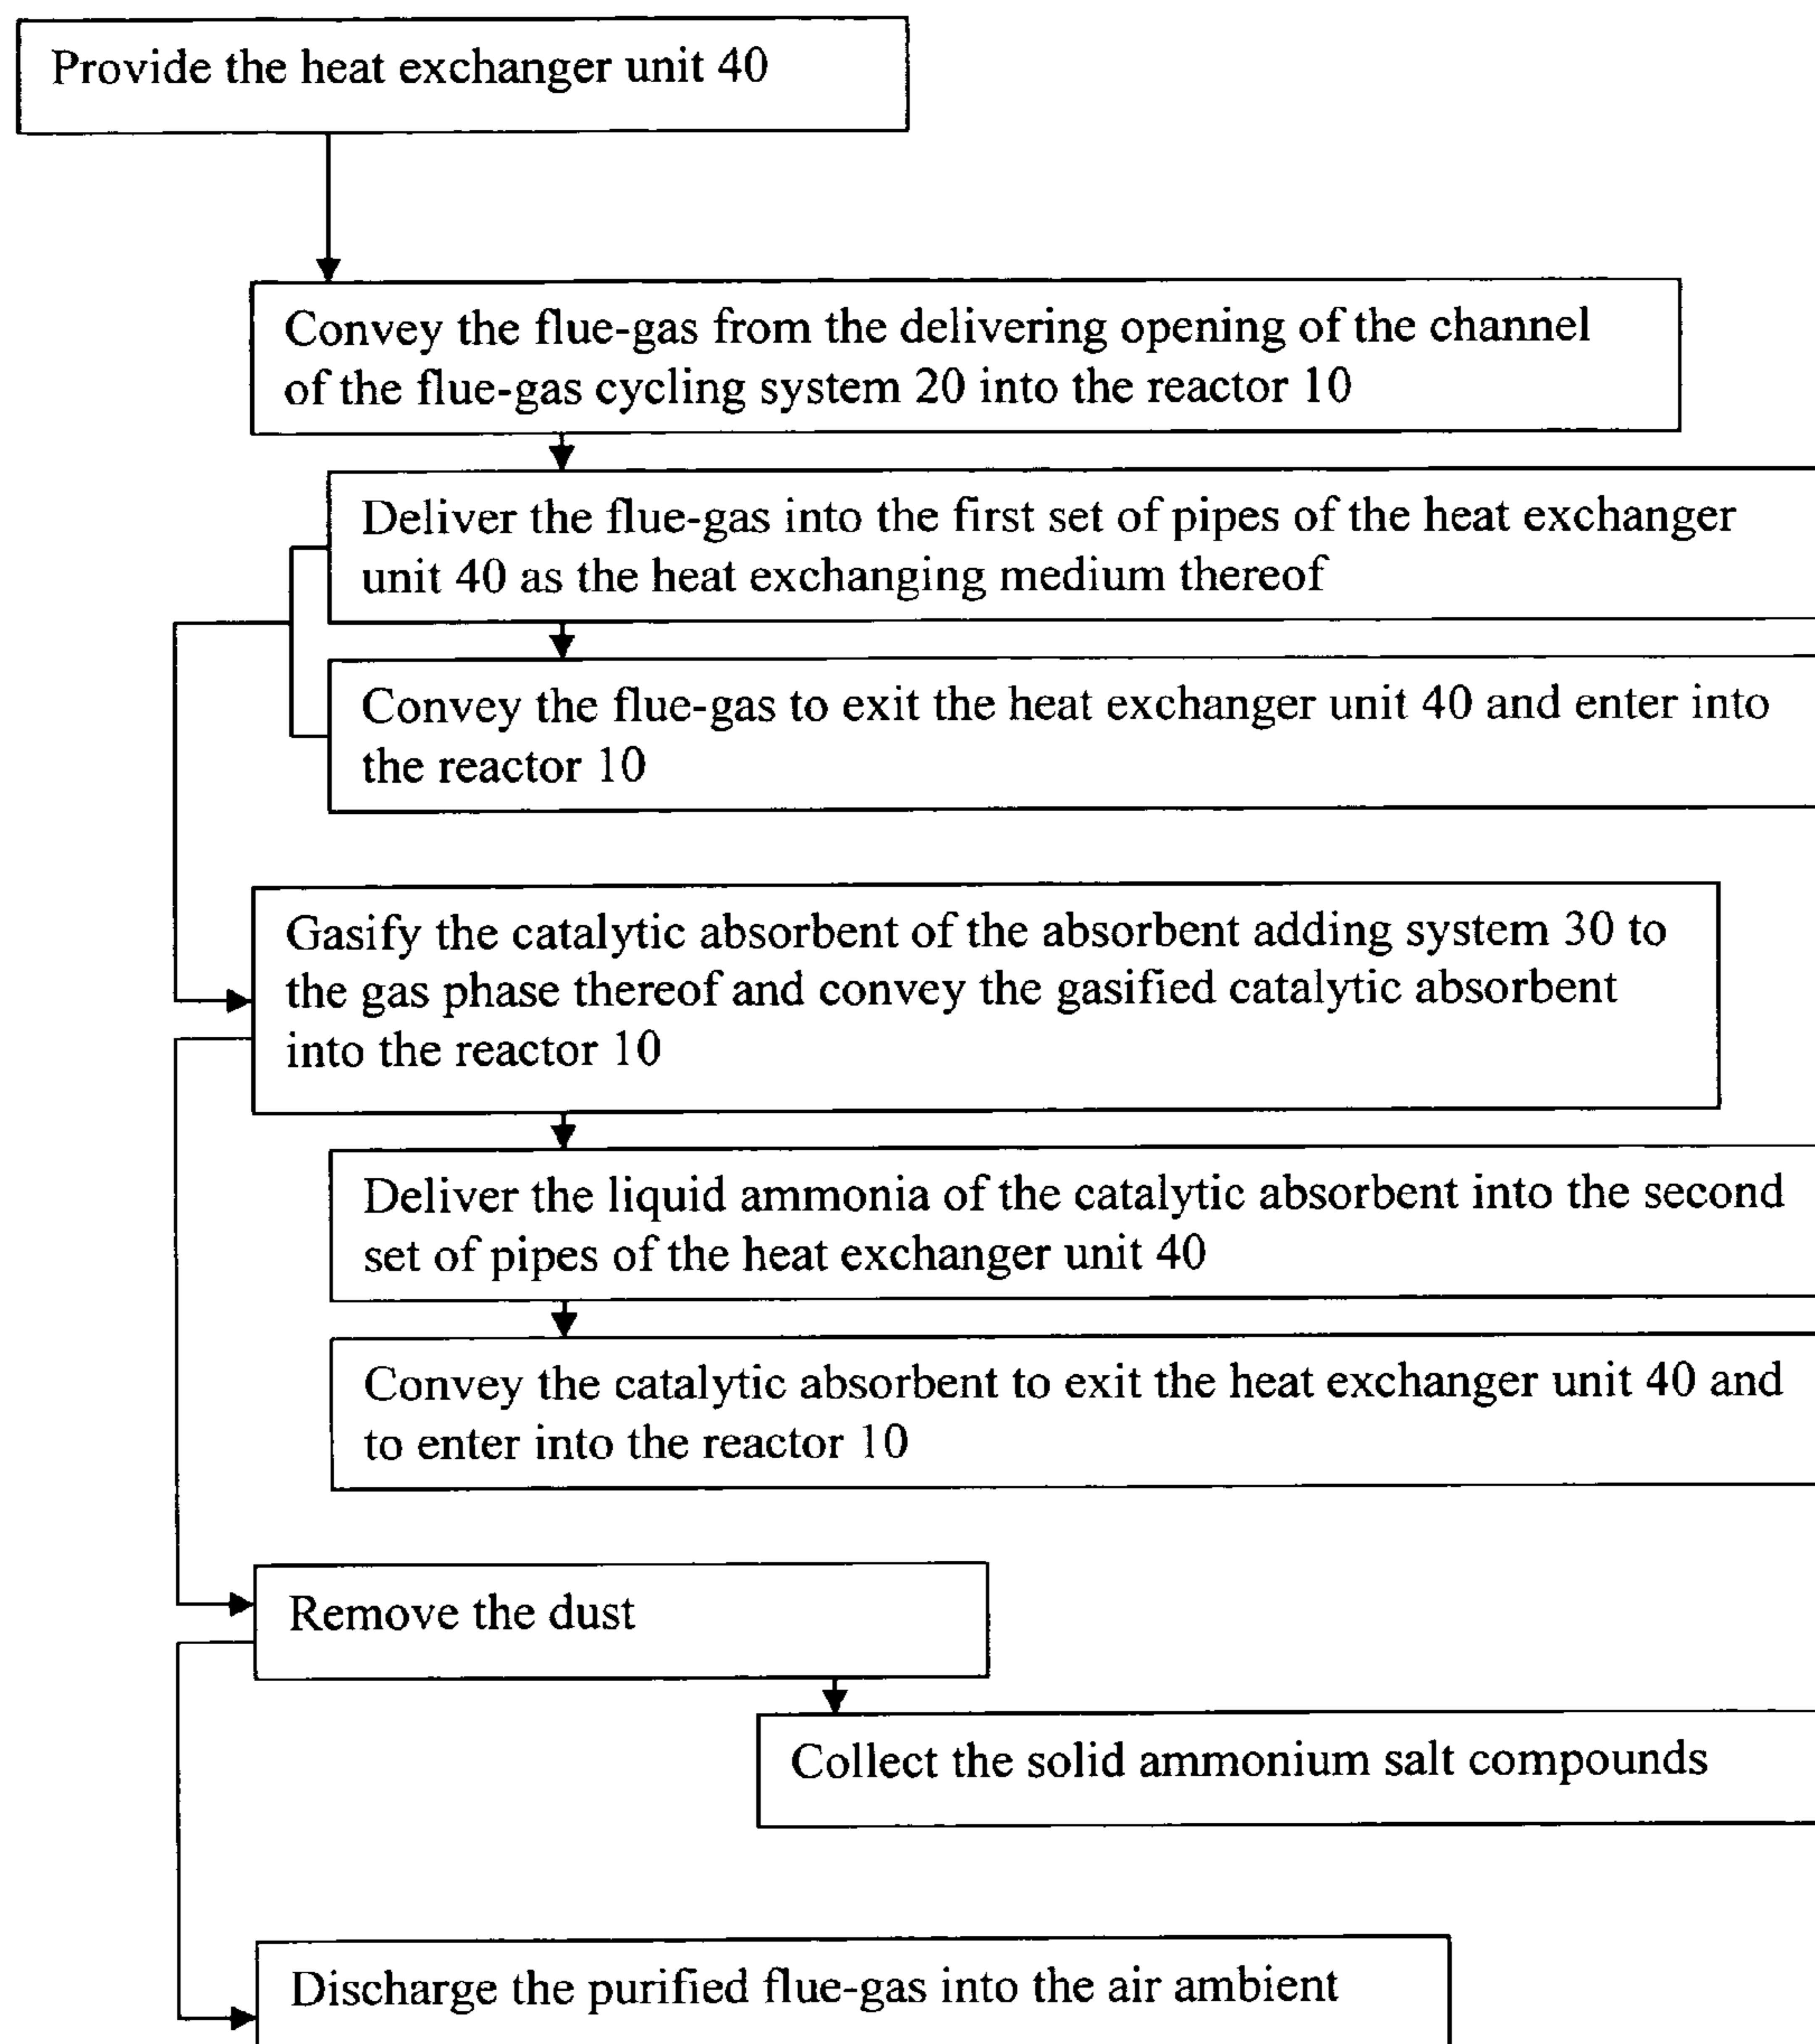 Provide the heat exchanger unit 40
Convey the flue-gas from the delivering opening of the channel
of the flue-gas cycling system 20 into the reactor 10
Deliver the flue-gas into the first set of pipes of the heat exchanger
unit 40 as the heat exchanging medium thereof
Convey the flue-gas to exit the heat exchanger unit 40 and enter into
the reactor 10
Gasify the catalytic absorbent of the absorbent adding system 30 to
the gas phase thereof and convey the gasified catalytic absorbent
into the reactor 10
Deliver the liquid ammonia of the catalytic absorbent into the second
set of pipes of the heat exchanger unit 40
Convey the catalytic absorbent to exit the heat exchanger unit 40 and
to enter into the reactor 10
Remove the dust
Collect the solid ammonium salt compounds
Discharge the purified flue-gas into the air ambient